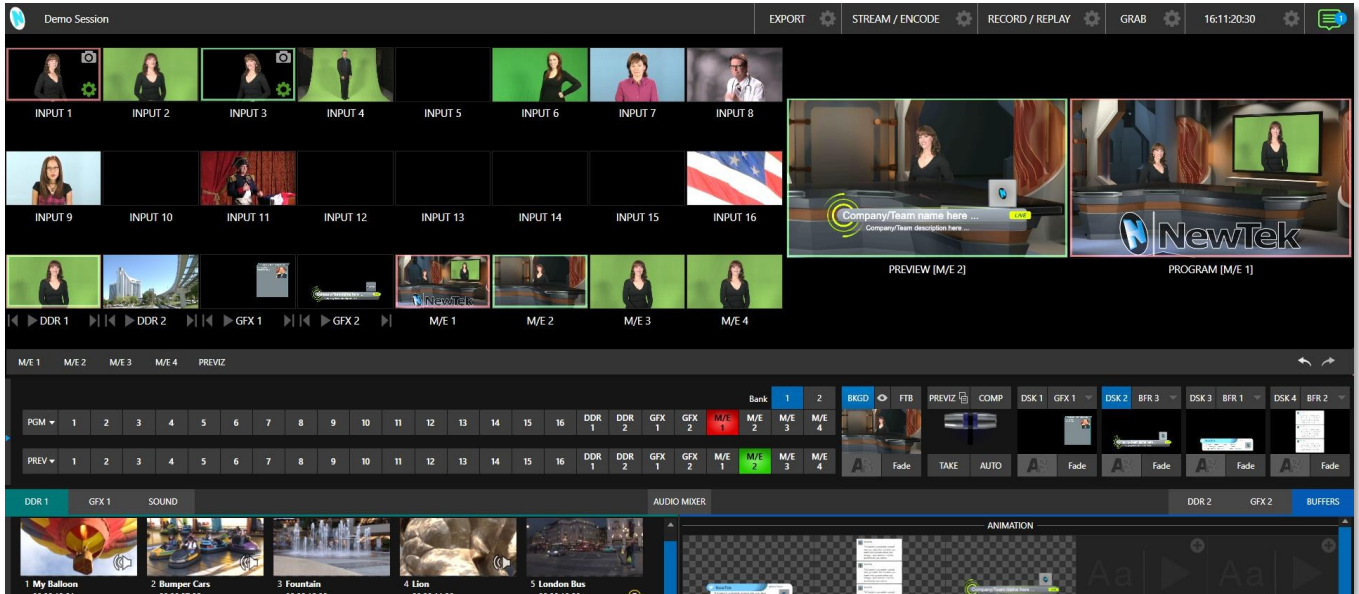 Demo Session EXPORT STREAM / ENCODE RECORD / REPLAY GRAB 16:11:20:30 1
INPUT 1 INPUT 2 INPUT 3 INPUT 4 INPUT 5 INPUT 6 INPUT 7 INPUT 8
INPUT 9 INPUT 10 INPUT 11 INPUT 12 INPUT 13 INPUT 14 INPUT 15 INPUT 16
Company/Team name here ... LIVE
Company/Team description here ...
NewTek
PREVIEW [M/E 2] PROGRAM [M/E 1]
NewTek
DDR 1 DDR 2 GFX 1 GFX 2 M/E 1 M/E 2 M/E 3 M/E 4
M/E 1 M/E 2 M/E 3 M/E 4 PREVIZ
Bank 1 2 BKGD FTB PREVIZ COMP DSK 1 GFX 1 DSK 2 BFR 3 DSK 3 BFR 1 DSK 4 BFR 2
PGM 1 2 3 4 5 6 7 8 9 10 11 12 13 14 15 16 DDR 1 DDR 2 GFX 1 GFX 2 M/E 1 M/E 2 M/E 3 M/E 4
PREV 1 2 3 4 5 6 7 8 9 10 11 12 13 14 15 16 DDR 1 DDR 2 GFX 1 GFX 2 M/E 1 M/E 2 M/E 3 M/E 4
Fade TAKE AUTO Fade Fade Fade Fade
DDR 1 GFX 1 SOUND AUDIO MIXER DDR 2 GFX 2 BUFFERS
ANIMATION
1 My Balloon 2 Bumper Cars 3 Fountain 4 Lion 5 London Bus
NewTek
Company/Team name here ...